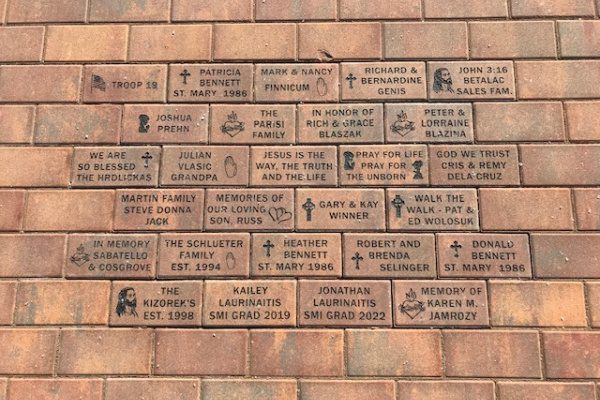 TROOP 19
PATRICIA
BENNETT
ST. MARY 1986
MARK & NANCY
FINNICUM
RICHARD &
BERNARDINE
GENIS
JOHN 3:16
BETALAC
SALES FAM.
JOSHUA
PREHN
THE
PARISI
FAMILY
IN HONOR OF
RICH & GRACE
BLASZAK
PETER &
LORRAINE
BLAZINA
WE ARE
SO BLESSED
THE HRDLICKAS
JULIAN
VLASIC
GRANDPA
JESUS IS THE
WAY, THE TRUTH
AND THE LIFE
PRAY FOR LIFE
PRAY FOR
THE UNBORN
GOD WE TRUST
CRIS & REMY
DELA CRUZ
MARTIN FAMILY
STEVE DONNA
JACK
MEMORIES OF
OUR LOVING
SON, RUSS
GARY & KAY
WINNER
WALK THE
WALK - PAT &
ED WOLOSUK
IN MEMORY
SABATELLO
& COSGROVE
THE SCHLUETER
FAMILY
EST. 1994
HEATHER
BENNETT
ST. MARY 1986
ROBERT AND
BRENDA
SELINGER
DONALD
BENNETT
ST. MARY 1986
THE
KIZOREK'S
EST. 1998
KAILEY
LAURINAITIS
SMI GRAD 2019
JONATHAN
LAURINAITIS
SMI GRAD 2022
MEMORY OF
KAREN M.
JAMROZY